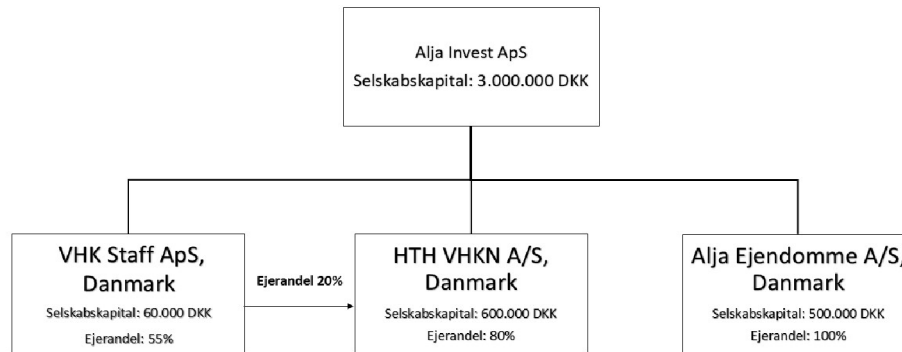 Alja Invest ApS
Selskabskapital: 3.000.000 DKK
VHK Staff ApS,
Danmark
Selskabskapital: 60.000 DKK
Ejerandel: 55%
Ejerandel 20%
HTH VHKN A/S,
Danmark
Selskabskapital: 600.000 DKK
Ejerandel: 80%
Alja Ejendomme A/S,
Danmark
Selskabskapital: 500.000 DKK
Ejerandel: 100%